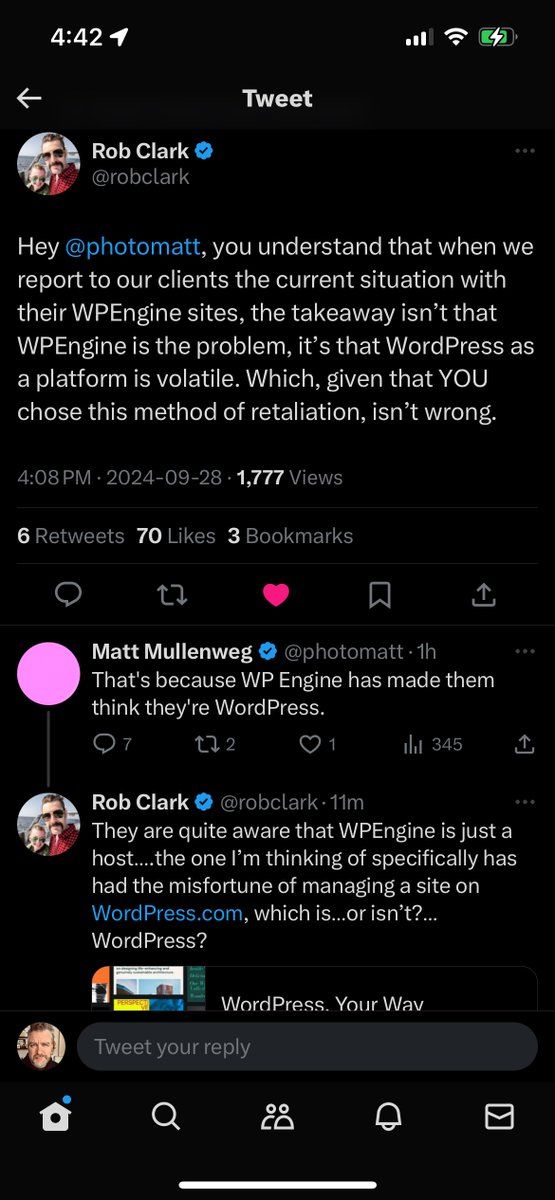 4:42
Tweet
Rob Clark
@robclark
Hey @photomatt, you understand that when we
report to our clients the current situation with
their WPEngine sites, the takeaway isn’t that
WPEngine is the problem, it’s that WordPress as
a platform is volatile. Which, given that YOU
chose this method of retaliation, isn’t wrong.
4:08 PM · 2024-09-28 · 1,777 Views
6 Retweets 70 Likes 3 Bookmarks
Matt Mullenweg @photomatt · 1h
That's because WP Engine has made them
think they're WordPress.
7 2 1 345
Rob Clark @robclark · 11m
They are quite aware that WPEngine is just a
host....the one I’m thinking of specifically has
had the misfortune of managing a site on
WordPress.com, which is...or isn’t?...
WordPress?
PERSPECT
WordPress. Your Way
Tweet your reply